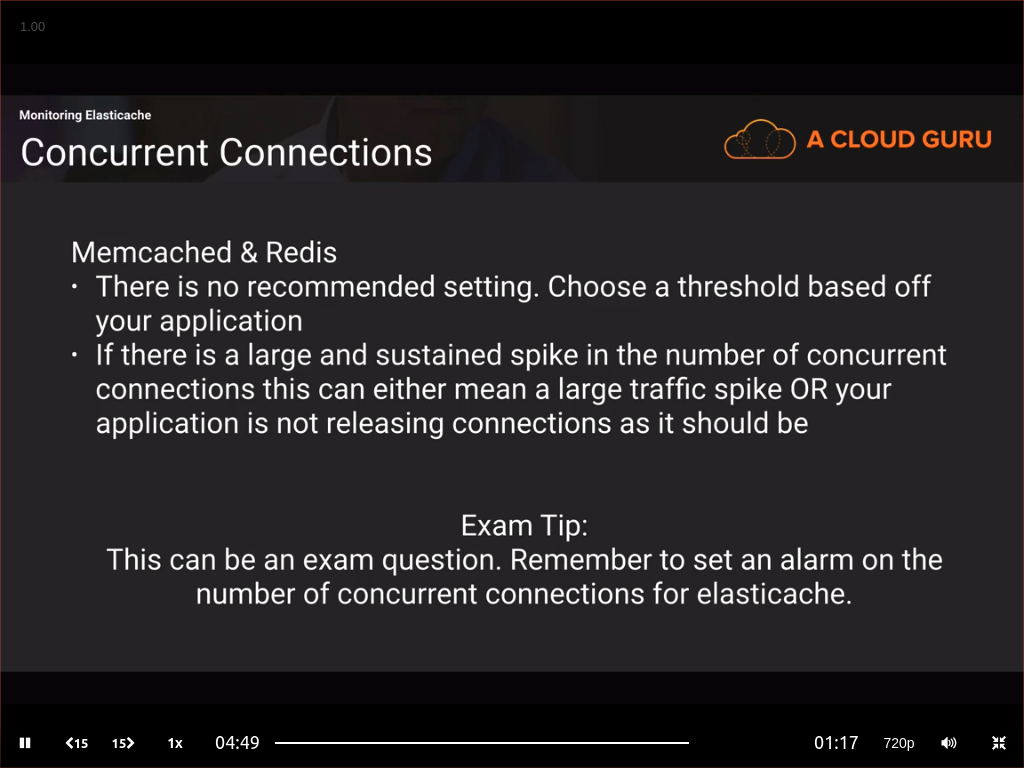 1.00
Monitoring Elasticache
Concurrent Connections
A CLOUD GURU
Memcached & Redis
• There is no recommended setting. Choose a threshold based off
your application
• If there is a large and sustained spike in the number of concurrent
connections this can either mean a large traffic spike OR your
application is not releasing connections as it should be
Exam Tip:
This can be an exam question. Remember to set an alarm on the
number of concurrent connections for elasticache.
15 15 1x 04:49 01:17 720p